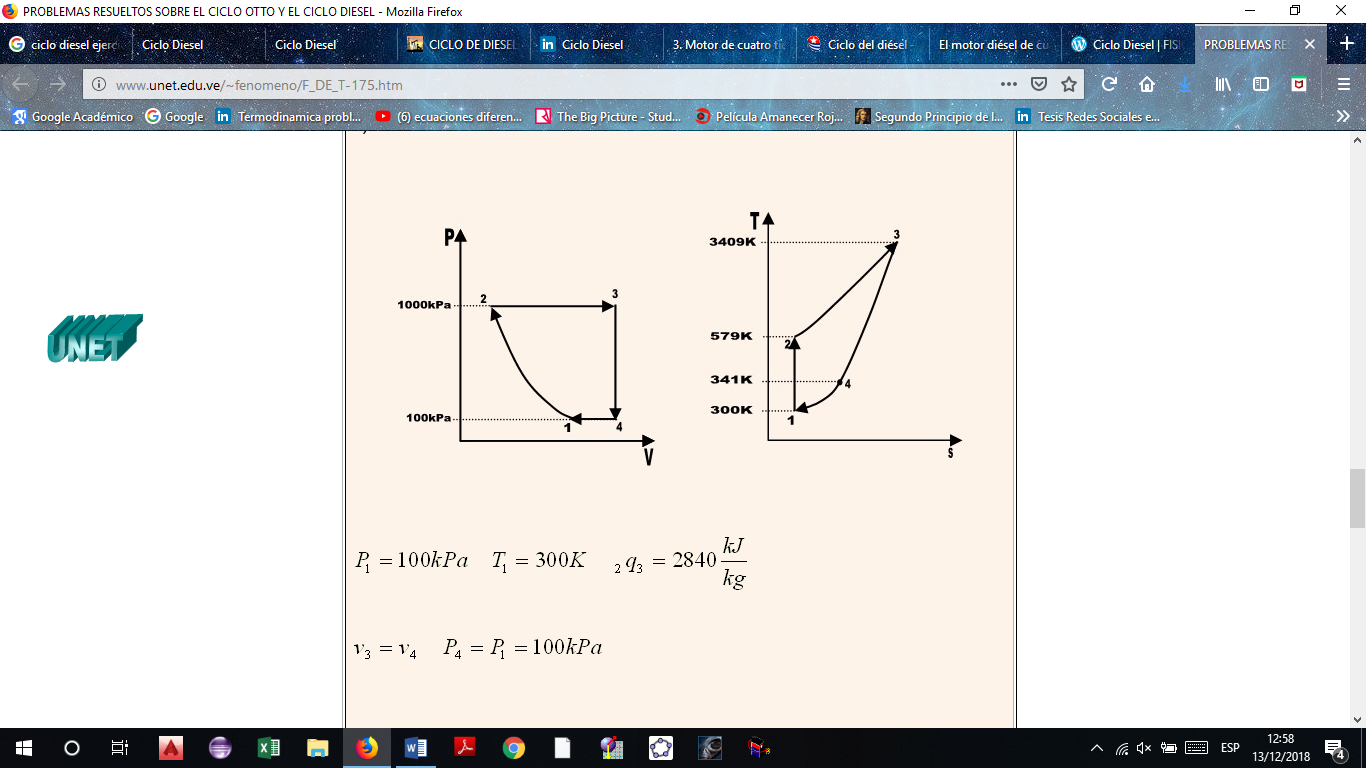 PROBLEMAS RESUELTOS SOBRE EL CICLO OTTO Y EL CICLO DIESEL - Mozilla Firefox
ciclo diesel ejer
Ciclo Diesel
Ciclo Diesel
CICLO DE DIESEL
Ciclo Diesel
3. Motor de cuatro ti
Ciclo del diésel
El motor diésel de cu
Ciclo Diesel | FIS
PROBLEMAS RES
www.unet.edu.ve/~fenomeno/F_DE_T-175.htm
Google Académico
Google
Termodinamica probl...
(6) ecuaciones diferen...
The Big Picture - Stud...
Película Amanecer Roj...
Segundo Principio de l...
Tesis Redes Sociales e...
UNET
P
1000kPa
2
3
100kPa
1
4
V
T
3409K
3
579K
2
341K
4
300K
1
s
P₁ = 100kPa T₁ = 300K ₂q₃ = 2840 kJ/kg
v₃ = v₄ P₄ = P₁ = 100kPa
ESP
12:58
13/12/2018
4